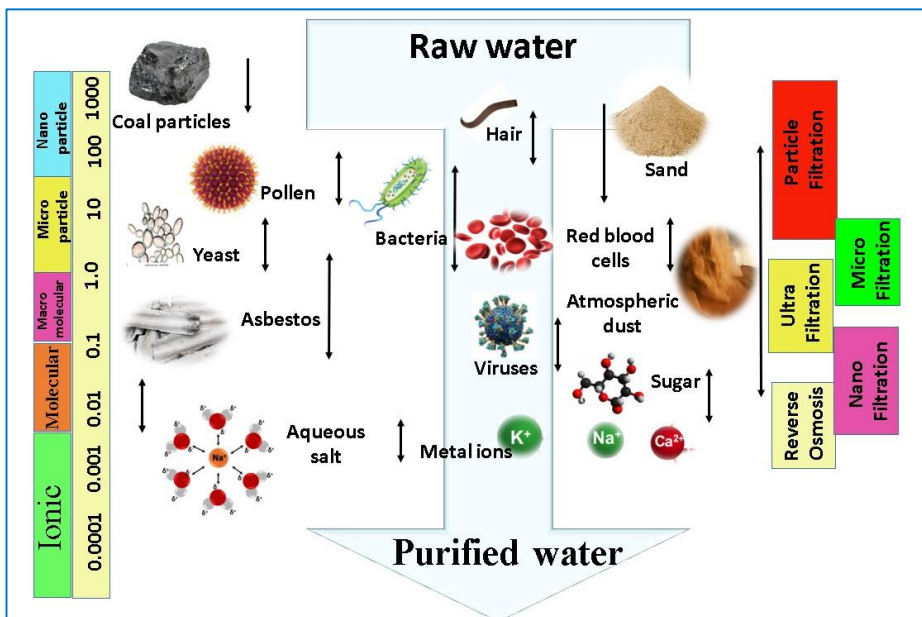 Raw water
Coal particles
Hair
Sand
Pollen
Bacteria
Yeast
Red blood
cells
Asbestos
Atmospheric
dust
Viruses
Sugar
Aqueous
salt
Metal ions
K+
Na+
Ca2+
Na+
δ+
δ+
δ+
δ+
δ+
δ+
δ+
δ+
δ+
δ+
δ+
δ+
δ-
δ-
δ-
δ-
Purified water
Nano
particle
Micro
particle
Macro
molecular
Molecular
Ionic
1000
100
10
1.0
0.1
0.01
0.001
0.0001
Particle
Filtration
Micro
Filtration
Ultra
Filtration
Nano
Filtration
Reverse
Osmosis